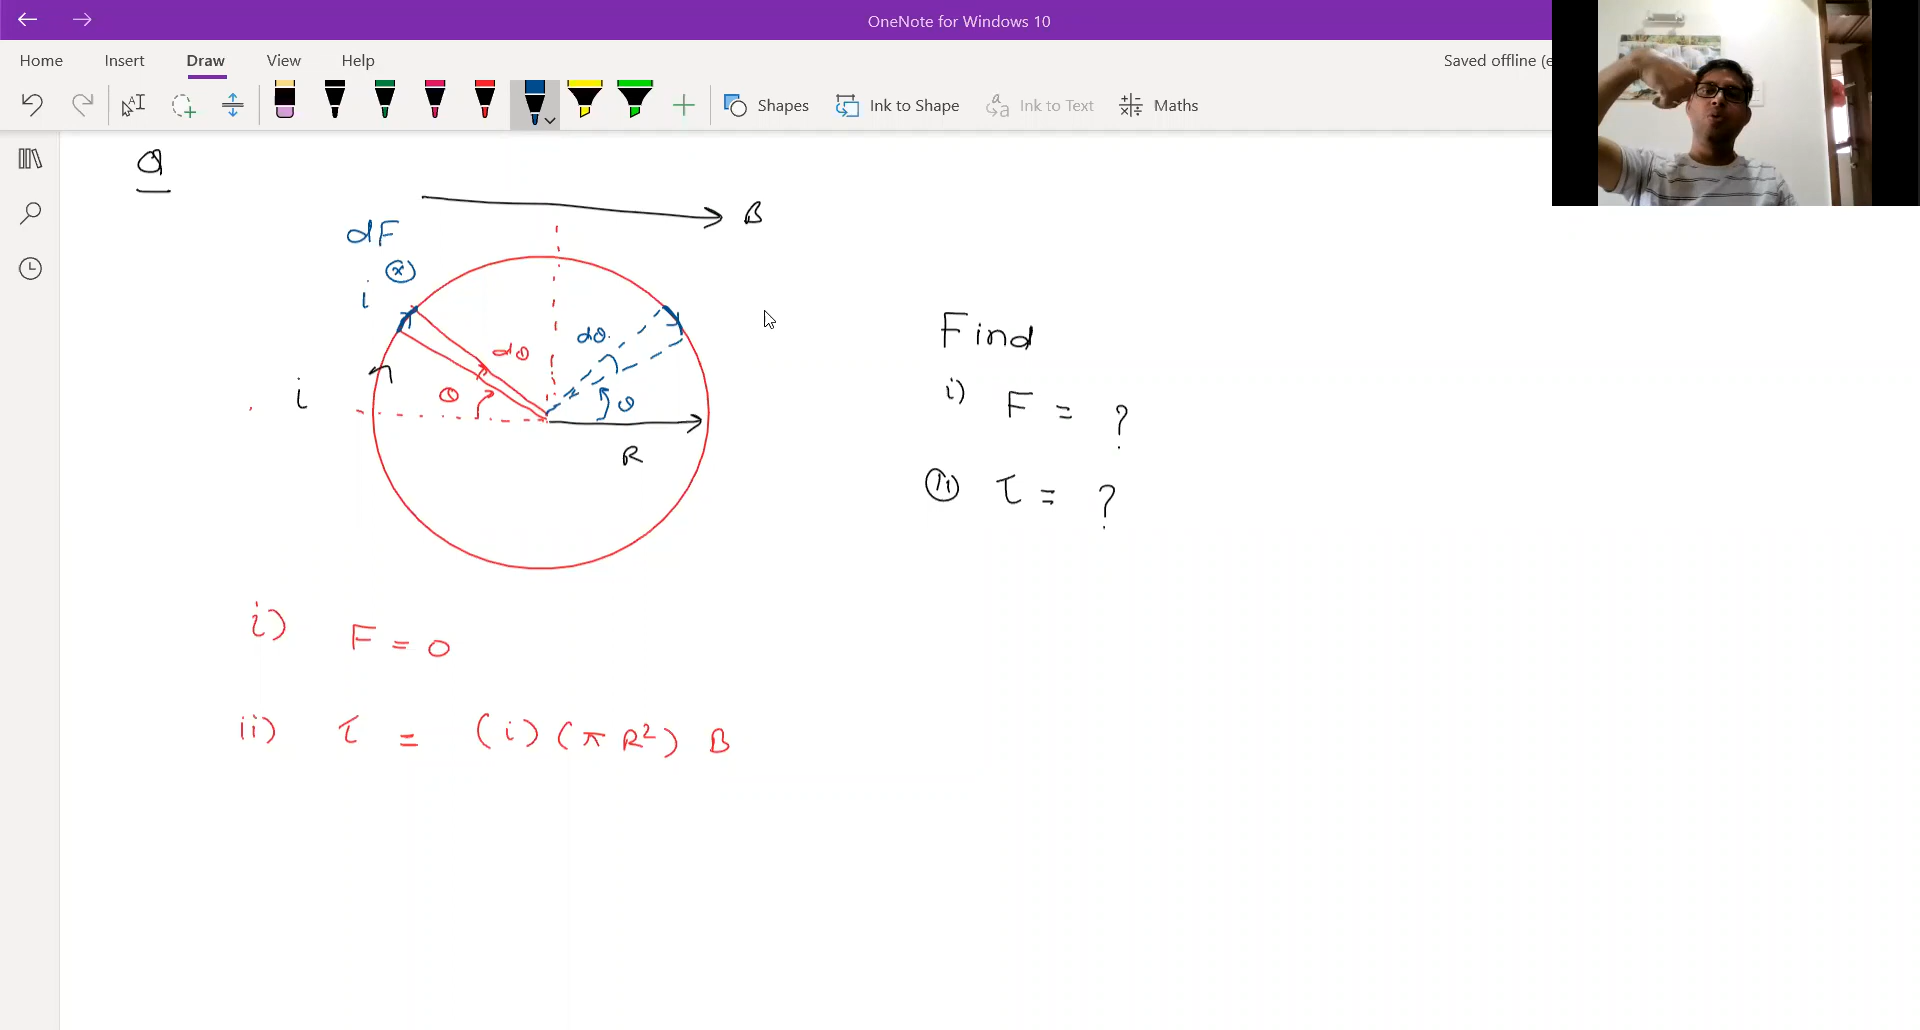 OneNote for Windows 10
Home Insert Draw View Help
Saved offline (e
Shapes Ink to Shape Ink to Text Maths
Q
B
dF
i
dθ
dθ
i
θ
θ
R
Find
i) F = ?
(ii) τ = ?
i) F = 0
ii) τ = (i) (π R²) B